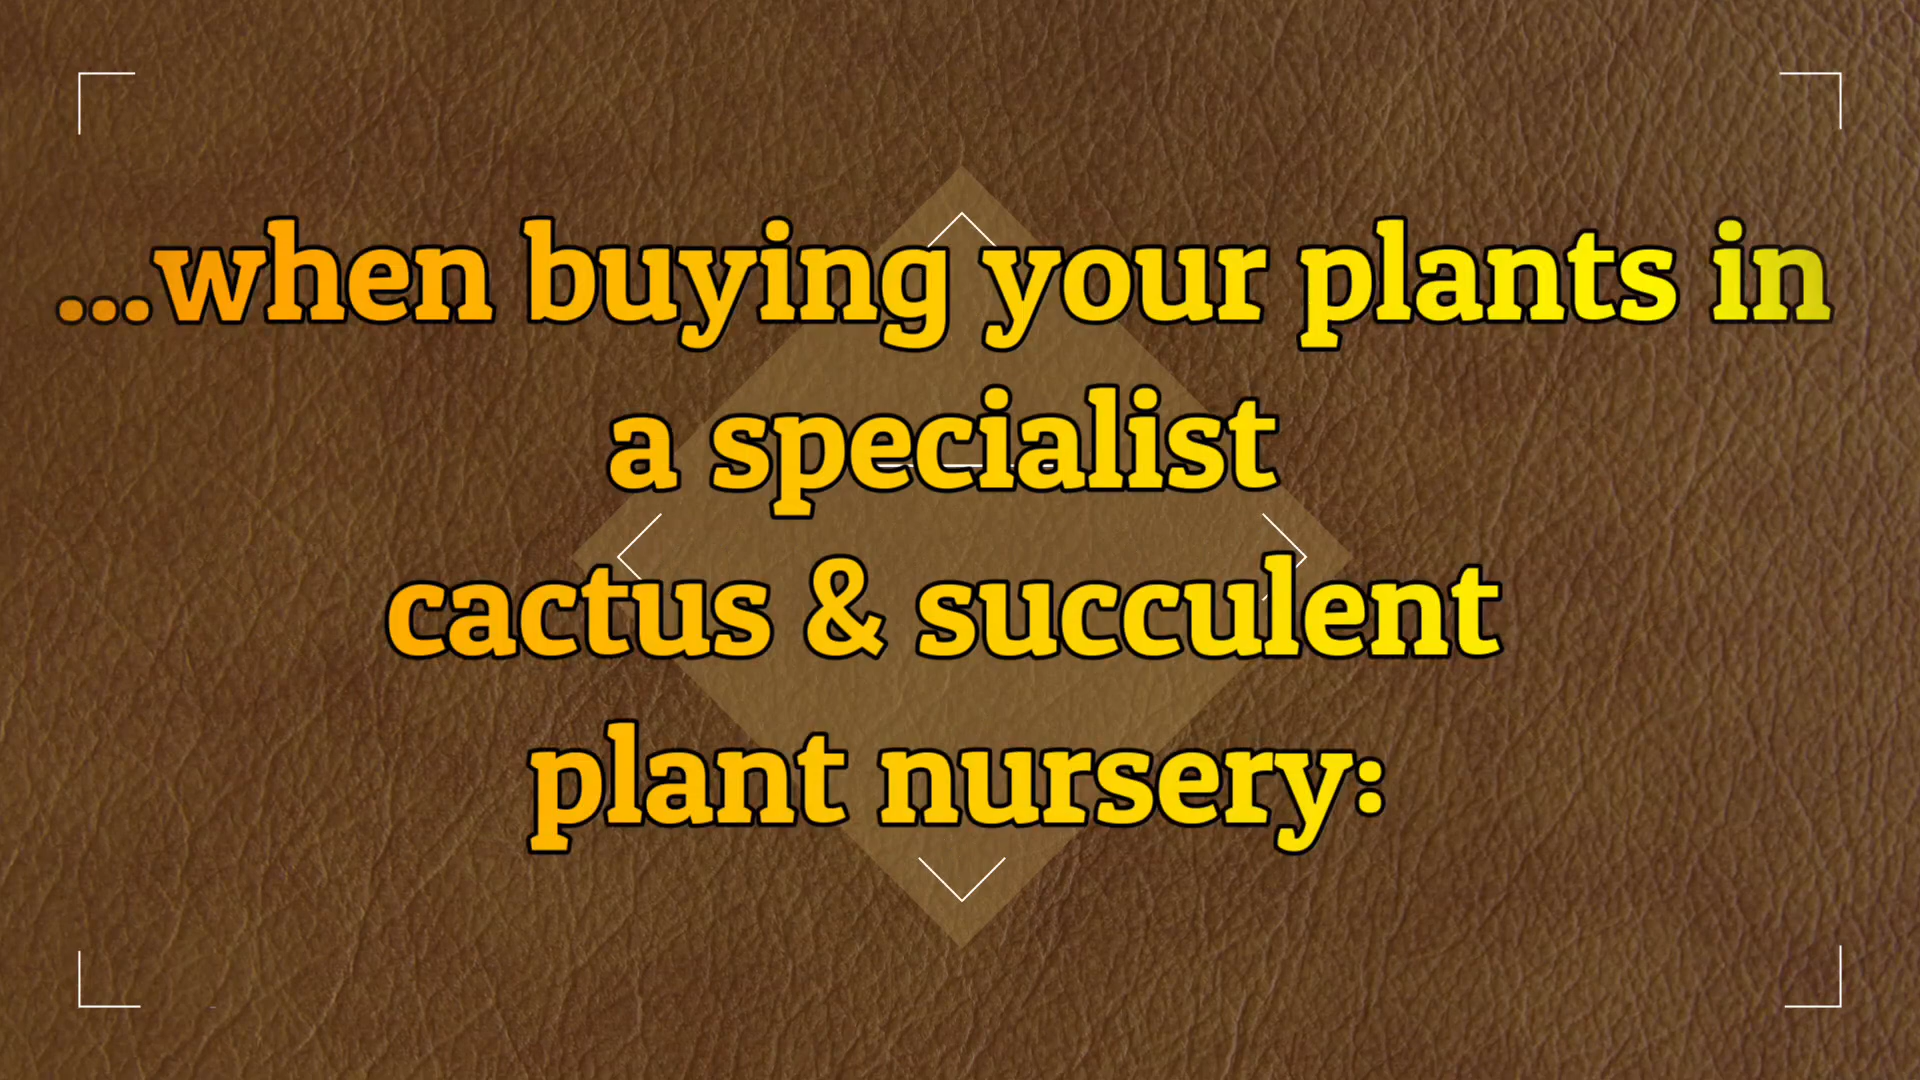 ...when buying your plants in
a specialist
cactus & succulent
plant nursery: